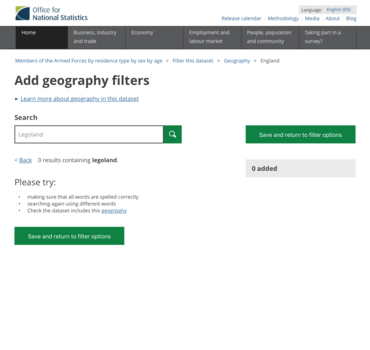 Office for
National Statistics
Language: English (EN)
Release calendar Methodology Media About Blog
Home
Business, industry
and trade
Economy
Employment and
labour market
People, population
and community
Taking part in a
survey?
Members of the Armed Forces by residence type by sex by age > Filter this dataset > Geography > England
Add geography filters
► Learn more about geography in this dataset
Search
Legoland
Save and return to filter options
< Back 0 results containing legoland.
0 added
Please try:
• making sure that all words are spelled correctly
• searching again using different words
• Check the dataset includes this geography
Save and return to filter options